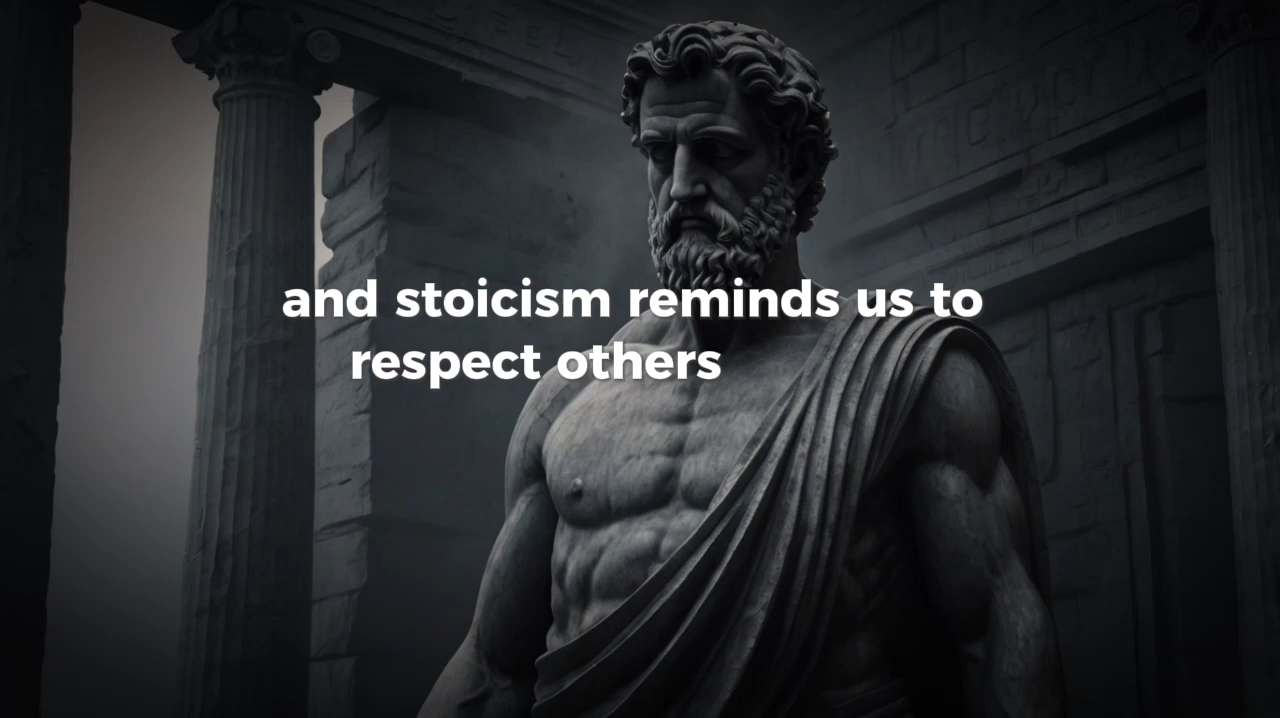 and stoicism reminds us to
respect others